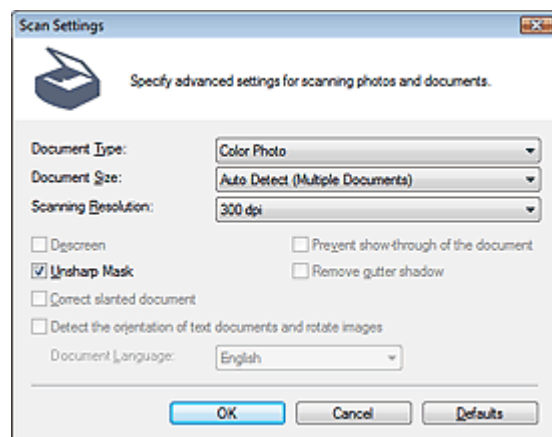 Scan Settings
Specify advanced settings for scanning photos and documents.
Document Type: Color Photo
Document Size: Auto Detect (Multiple Documents)
Scanning Resolution: 300 dpi
Descreen Prevent show-through of the document
Unsharp Mask Remove gutter shadow
Correct slanted document
Detect the orientation of text documents and rotate images
Document Language: English
OK Cancel Defaults